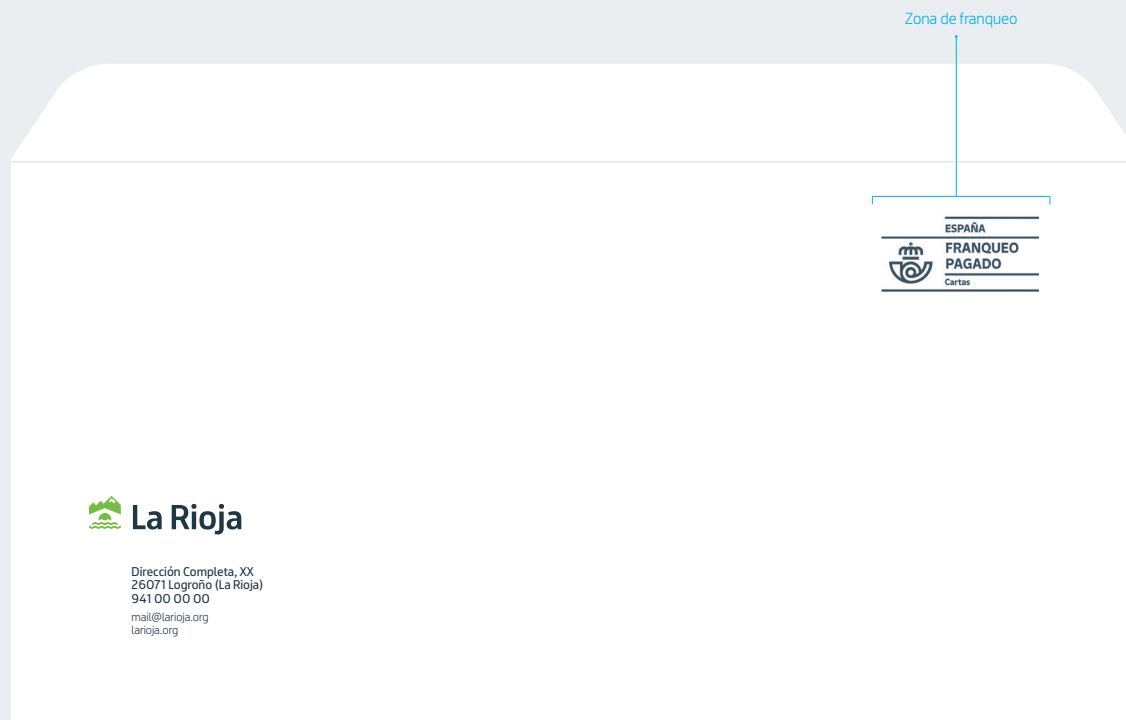 Zona de franqueo
ESPAÑA
FRANQUEO
PAGADO
Cartas
La Rioja
Dirección Completa, XX
26071 Logroño (La Rioja)
941 00 00 00
mail@larioja.org
larioja.org